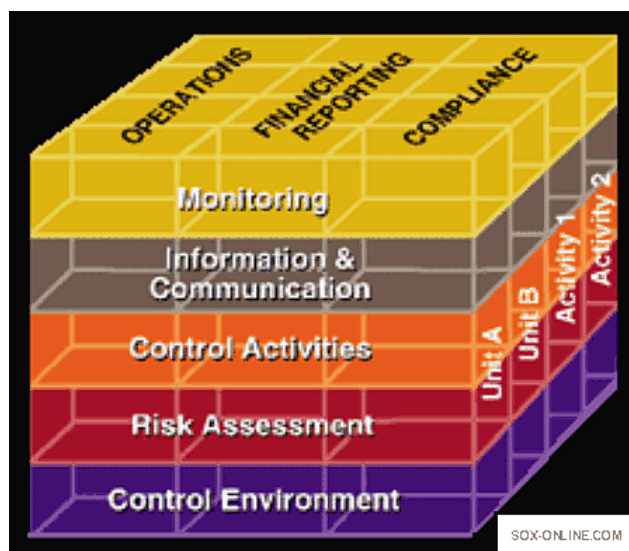 OPERATIONS
FINANCIAL
REPORTING
COMPLIANCE
Monitoring
Information &
Communication
Control Activities
Risk Assessment
Control Environment
Unit A
Unit B
Activity 1
Activity 2
SOX-ONLINE.COM